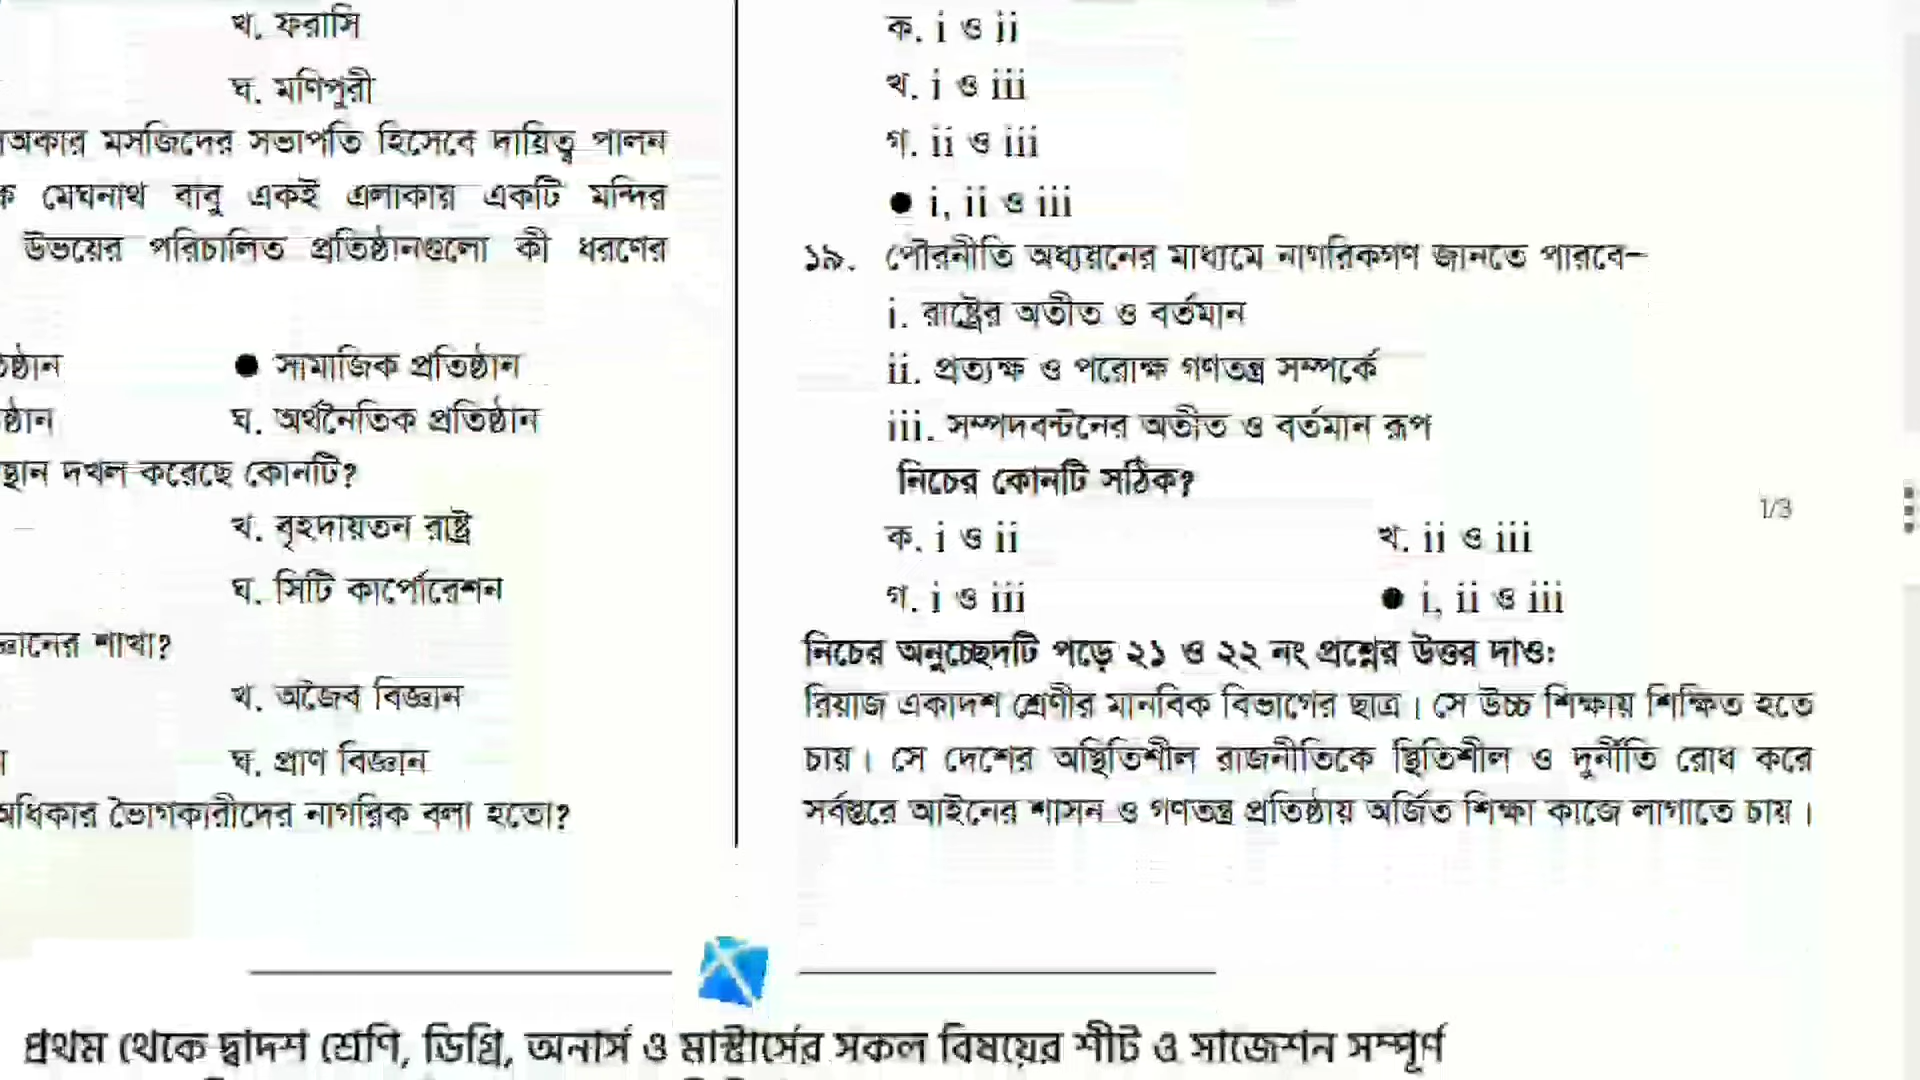 খ. ফরাসি
ঘ. মণিপুরী
মসজিদের সভাপতি হিসেবে দায়িত্ব পালন
মেঘনাথ বাবু একই এলাকায় একটি মন্দির
উভয়ের পরিচালিত প্রতিষ্ঠানগুলো কী ধরণের
● সামাজিক প্রতিষ্ঠান
ঘ. অর্থনৈতিক প্রতিষ্ঠান
দখল করেছে কোনটি?
খ. বৃহদায়তন রাষ্ট্র
ঘ. সিটি কার্পোরেশন
শাখা?
খ. অজৈব বিজ্ঞান
ঘ. প্রাণ বিজ্ঞান
অধিকার ভোগকারীদের নাগরিক বলা হতো?
ক. i ও ii
খ. i ও iii
গ. ii ও iii
● i, ii ও iii
১৯. পৌরনীতি অধ্যয়নের মাধ্যমে নাগরিকগণ জানতে পারবে–
i. রাষ্ট্রের অতীত ও বর্তমান
ii. প্রত্যক্ষ ও পরোক্ষ গণতন্ত্র সম্পর্কে
iii. সম্পদবন্টনের অতীত ও বর্তমান রূপ
নিচের কোনটি সঠিক?
ক. i ও ii খ. ii ও iii
গ. i ও iii ● i, ii ও iii
নিচের অনুচ্ছেদটি পড়ে ২১ ও ২২ নং প্রশ্নের উত্তর দাও:
রিয়াজ একাদশ শ্রেণীর মানবিক বিভাগের ছাত্র। সে উচ্চ শিক্ষায় শিক্ষিত হতে
চায়। সে দেশের অস্থিতিশীল রাজনীতিকে স্থিতিশীল ও দুর্নীতি রোধ করে
সর্বস্তরে আইনের শাসন ও গণতন্ত্র প্রতিষ্ঠায় অর্জিত শিক্ষা কাজে লাগাতে চায়।
1/3
প্রথম থেকে দ্বাদশ শ্রেণি, ডিগ্রি, অনার্স ও মাস্টার্সের সকল বিষয়ের শীট ও সাজেশন সম্পূর্ণ